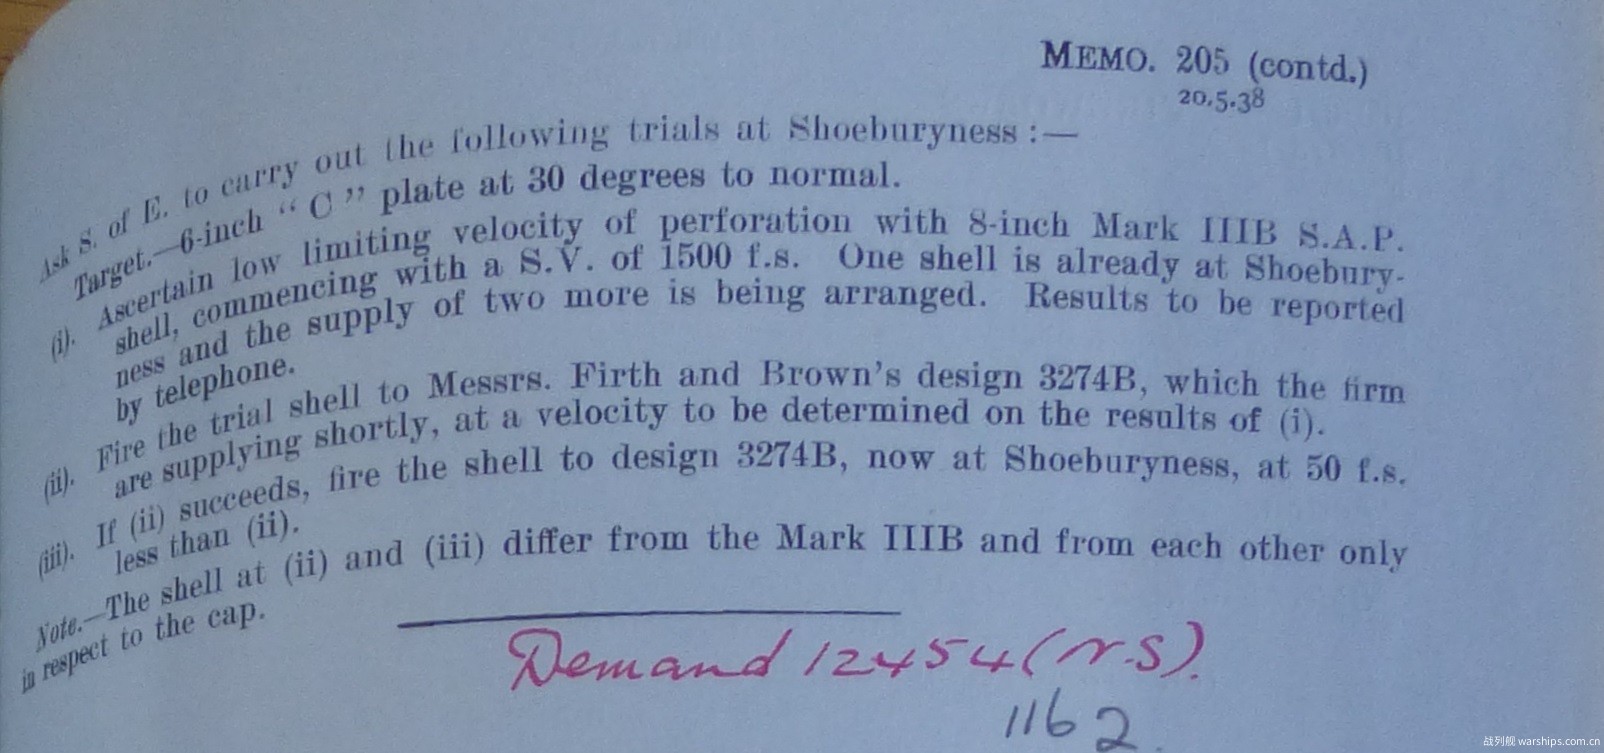 MEMO. 205 (contd.)
20.5.38
Ask S. of E. to carry out the following trials at Shoeburyness :—
Target.—6-inch “ C ” plate at 30 degrees to normal.
(i). Ascertain low limiting velocity of perforation with 8-inch Mark IIIB S.A.P.
shell, commencing with a S.V. of 1500 f.s. One shell is already at Shoebury-
ness and the supply of two more is being arranged. Results to be reported
by telephone.
(ii). Fire the trial shell to Messrs. Firth and Brown's design 3274B, which the firm
are supplying shortly, at a velocity to be determined on the results of (i).
(iii). If (ii) succeeds, fire the shell to design 3274B, now at Shoeburyness, at 50 f.s.
less than (ii).
Note.—The shell at (ii) and (iii) differ from the Mark IIIB and from each other only
in respect to the cap.
Demand 12454 (N.S).
1162.
战列舰 warships.com.cn